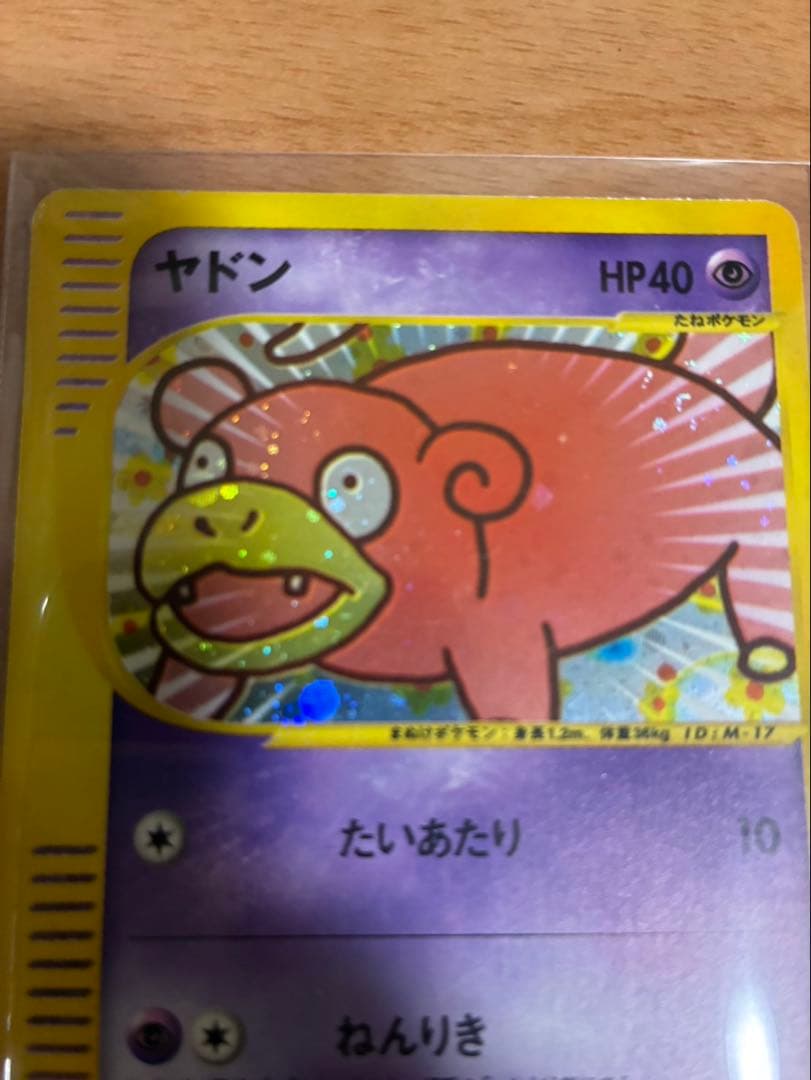 ヤドン HP40
たねポケモン
まぬけポケモン：身長1.2m、体重36kg ID：M-17
たいあたり 10
ねんりき